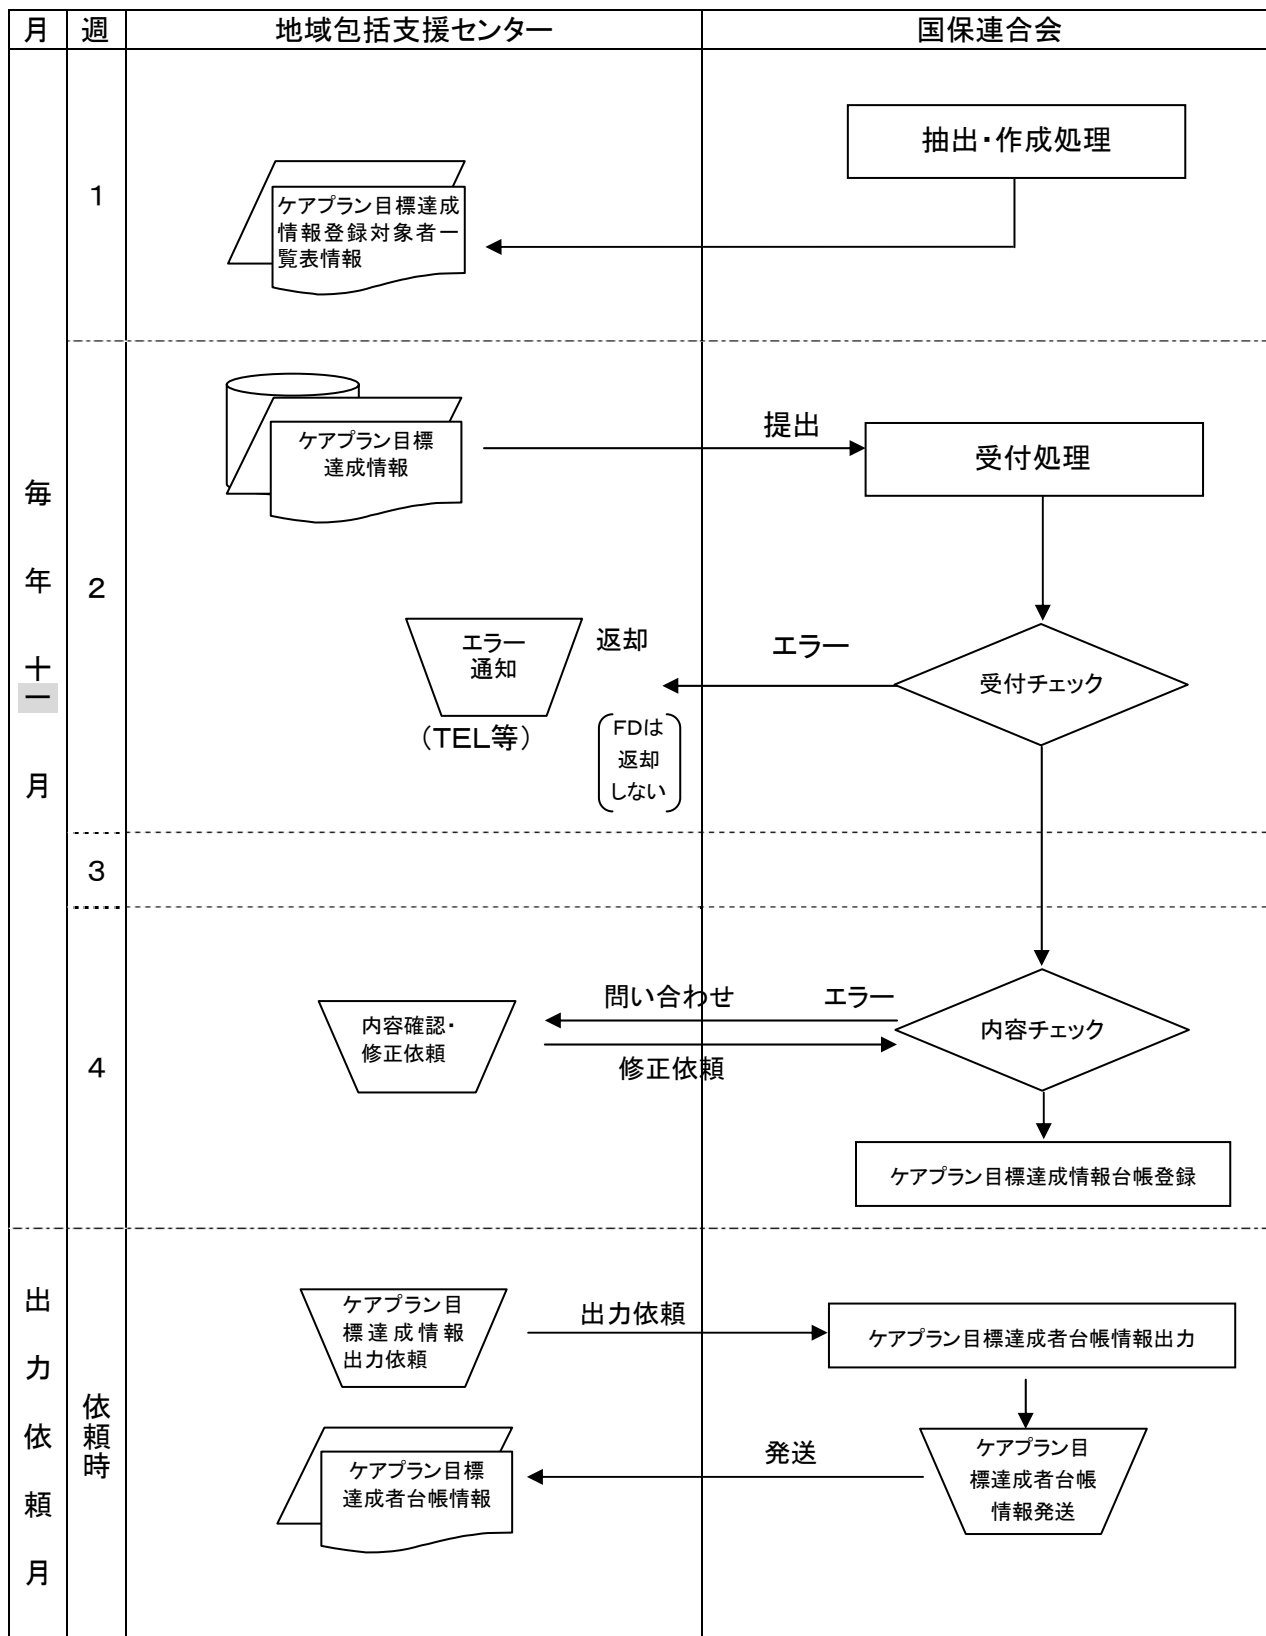 月 週 地域包括支援センター 国保連合会
毎年十一月
1
抽出・作成処理
ケアプラン目標達成
情報登録対象者一
覧表情報
2
ケアプラン目標
達成情報
提出
受付処理
エラー
通知
返却
エラー
受付チェック
（TEL等）
FDは
返却
しない
3
4
内容確認・
修正依頼
問い合わせ
エラー
内容チェック
修正依頼
ケアプラン目標達成情報台帳登録
出力依頼月
依頼時
ケアプラン目
標達成情報
出力依頼
出力依頼
ケアプラン目標達成者台帳情報出力
ケアプラン目標
達成者台帳情報
発送
ケアプラン目
標達成者台帳
情報発送